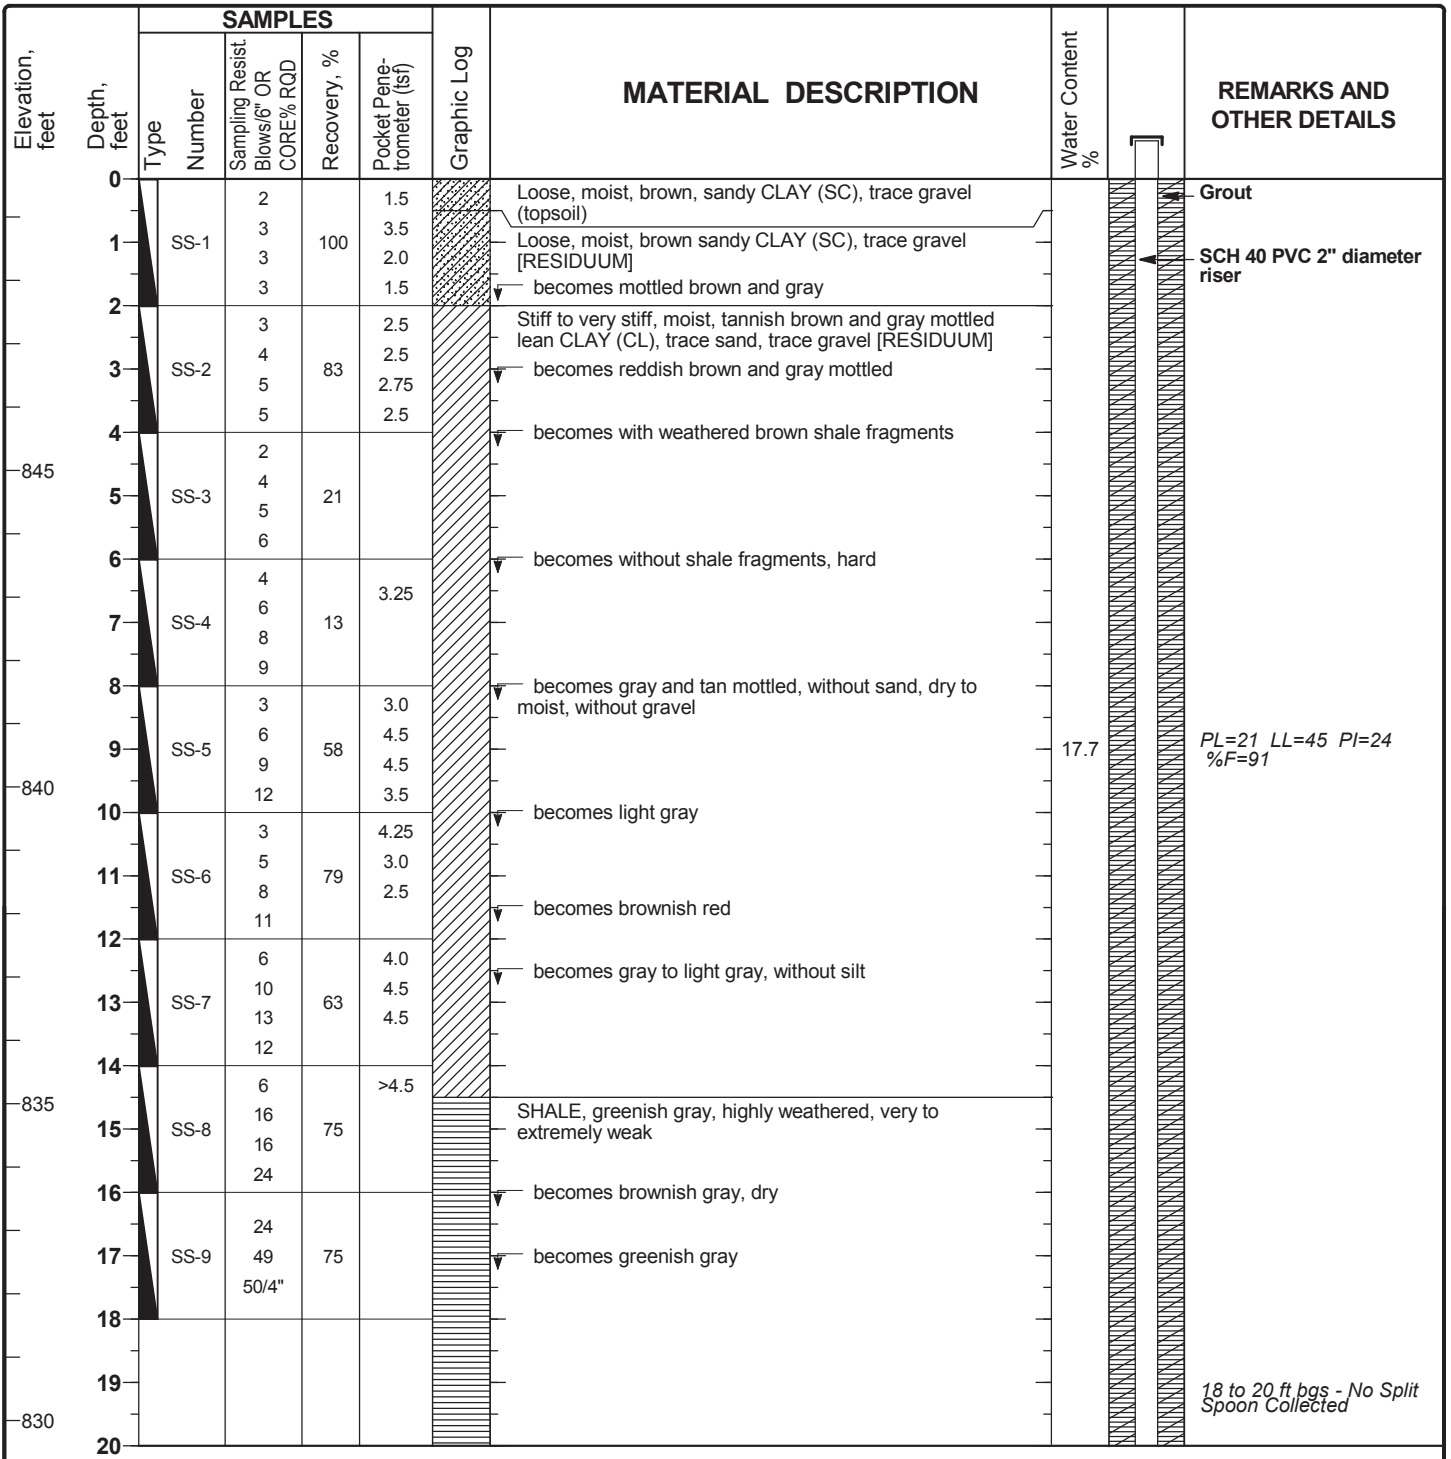 SAMPLES
Elevation,
feet
Depth,
feet
Type
Number
Sampling Resist.
Blows/6" OR
CORE% RQD
Recovery, %
Pocket Pene-
trometer (tsf)
Graphic Log
MATERIAL DESCRIPTION
Water Content
%
REMARKS AND
OTHER DETAILS
0
2 1.5 Loose, moist, brown, sandy CLAY (SC), trace gravel Grout
(topsoil)
3 3.5
1 SS-1 100 Loose, moist, brown sandy CLAY (SC), trace gravel
[RESIDUUM]
3 2.0 SCH 40 PVC 2" diameter
riser
3 1.5 becomes mottled brown and gray
2
3 2.5 Stiff to very stiff, moist, tannish brown and gray mottled
lean CLAY (CL), trace sand, trace gravel [RESIDUUM]
4 2.5
3 SS-2 83 becomes reddish brown and gray mottled
5 2.75
5 2.5
4 becomes with weathered brown shale fragments
2
845
4
5 SS-3 21
5
6
6 becomes without shale fragments, hard
4
3.25
6
7 SS-4 13
8
9
8 becomes gray and tan mottled, without sand, dry to
moist, without gravel
3 3.0
6 4.5
9 SS-5 58 17.7 PL=21 LL=45 PI=24
%F=91
9 4.5
840
12 3.5
10 becomes light gray
3 4.25
5 3.0
11 SS-6 79
8 2.5
becomes brownish red
11
12
6 4.0
becomes gray to light gray, without silt
10 4.5
13 SS-7 63
13 4.5
12
14
6 >4.5
835
SHALE, greenish gray, highly weathered, very to
extremely weak
16
15 SS-8 75
16
24
16 becomes brownish gray, dry
24
17 SS-9 49 75 becomes greenish gray
50/4"
18
19
18 to 20 ft bgs - No Split
Spoon Collected
830
20